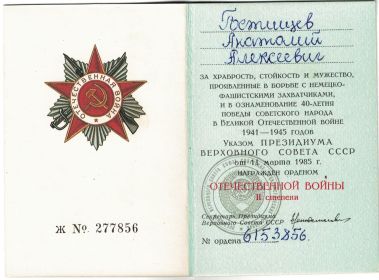 ОТЕЧЕСТВЕННАЯ ВОЙНА
Ж № 277856
Анатолий
Алексеевич
ЗА ХРАБРОСТЬ, СТОЙКОСТЬ И МУЖЕСТВО,
ПРОЯВЛЕННЫЕ В БОРЬБЕ С НЕМЕЦКО-
ФАШИСТСКИМИ ЗАХВАТЧИКАМИ,
И В ОЗНАМЕНОВАНИЕ 40-ЛЕТИЯ
ПОБЕДЫ СОВЕТСКОГО НАРОДА
В ВЕЛИКОЙ ОТЕЧЕСТВЕННОЙ ВОЙНЕ
1941—1945 ГОДОВ
Указом ПРЕЗИДИУМА
ВЕРХОВНОГО СОВЕТА СССР
от 11 марта 1985 г.
НАГРАЖДЁН ОРДЕНОМ
ОТЕЧЕСТВЕННОЙ ВОЙНЫ
II степени
Секретарь Президиума
Верховного Совета СССР
№ ордена 6153856